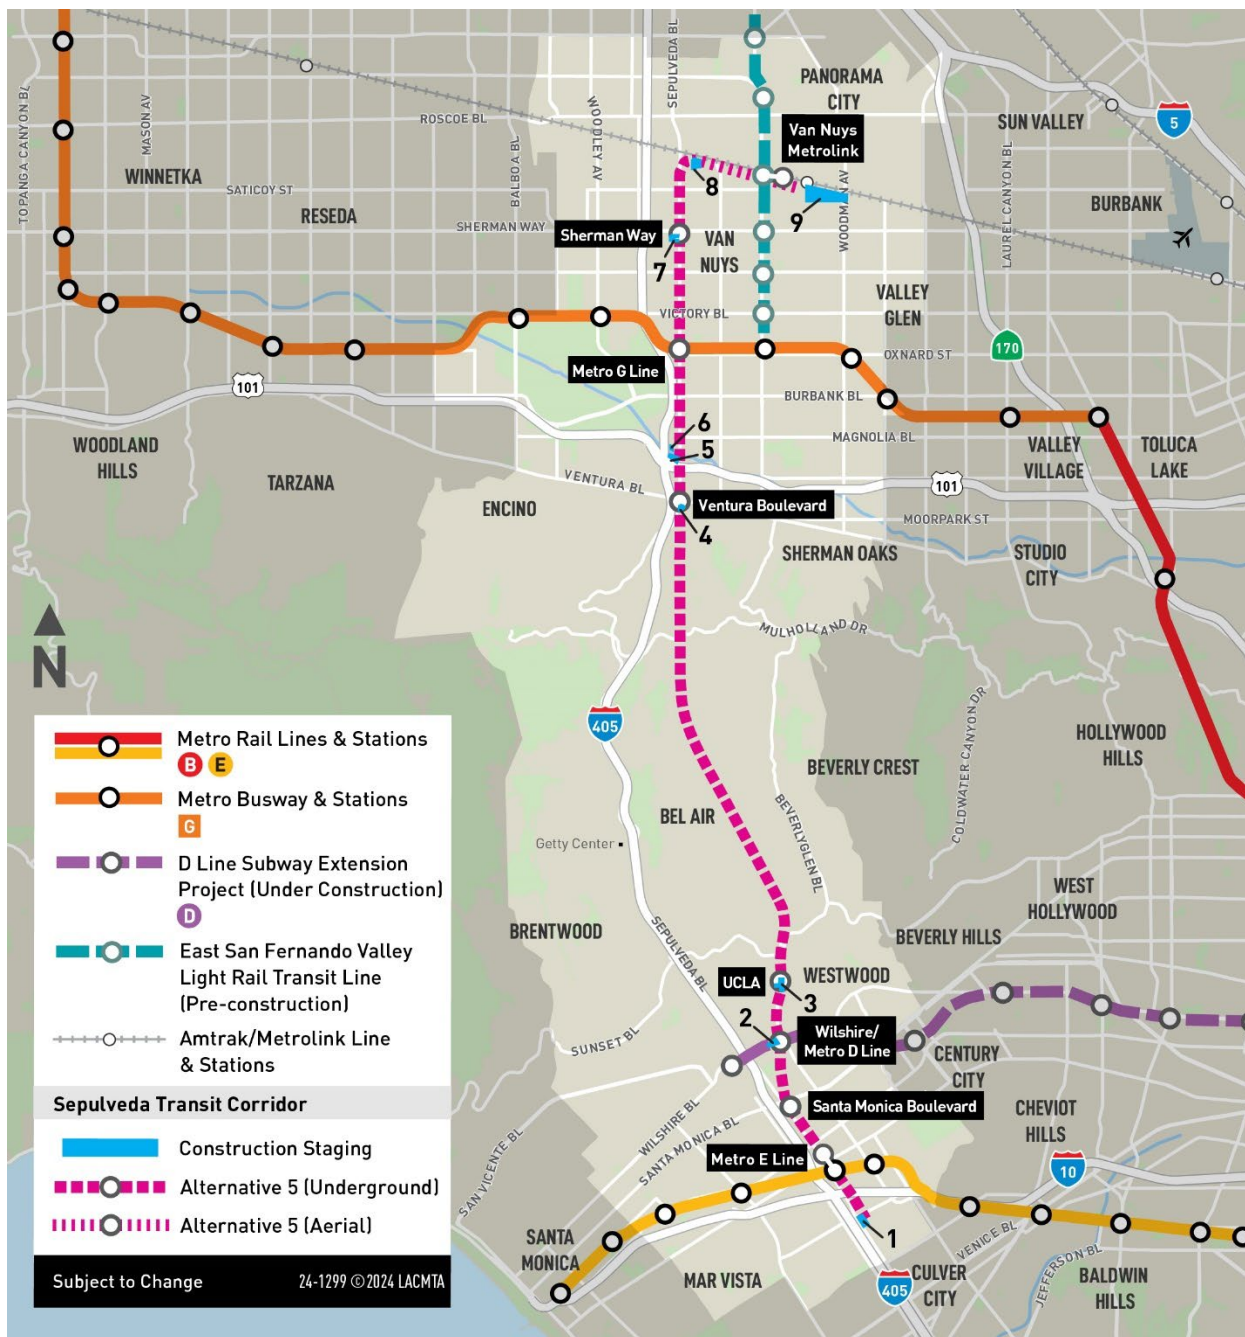 TOPANGA CANYON BL
MASON AV
WINNETKA
SATICOY ST
RESEDA
ROSCOE BL
BALBOA BL
SHERMAN WAY
WOODLEY AV
SEPULVEDA BL
PANORAMA
CITY
Van Nuys
Metrolink
SUN VALLEY
5
LAUREL CANYON BL
BURBANK
WOODMAN AV
8
9
Sherman Way
7
VAN
NUYS
VICTORY BL
VALLEY
GLEN
OXNARD ST
170
Metro G Line
BURBANK BL
MAGNOLIA BL
101
WOODLAND
HILLS
TARZANA
VENTURA BL
6
5
VALLEY
VILLAGE
TOLUCA
LAKE
101
ENCINO
Ventura Boulevard
4
MOORPARK ST
SHERMAN OAKS
STUDIO
CITY
MULHOLLAND DR
N
405
COLDWATER CANYON DR
HOLLYWOOD
HILLS
BEVERLY CREST
BEL AIR
BEVERLY GLEN BL
Getty Center
WEST
HOLLYWOOD
BRENTWOOD
SEPULVEDA BL
BEVERLY HILLS
UCLA
WESTWOOD
3
2
Wilshire/
Metro D Line
SUNSET BL
CENTURY
CITY
Santa Monica Boulevard
WILSHIRE BL
SANTA MONICA BL
CHEVIOT
HILLS
Metro E Line
10
SAN VICENTE BL
1
SANTA
MONICA
MAR VISTA
VENICE BL
CULVER
CITY
405
JEFFERSON BL
BALDWIN
HILLS
Metro Rail Lines & Stations
B E
Metro Busway & Stations
G
D Line Subway Extension
Project (Under Construction)
D
East San Fernando Valley
Light Rail Transit Line
(Pre-construction)
Amtrak/Metrolink Line
& Stations
Sepulveda Transit Corridor
Construction Staging
Alternative 5 (Underground)
Alternative 5 (Aerial)
Subject to Change
24-1299 ©2024 LACMTA